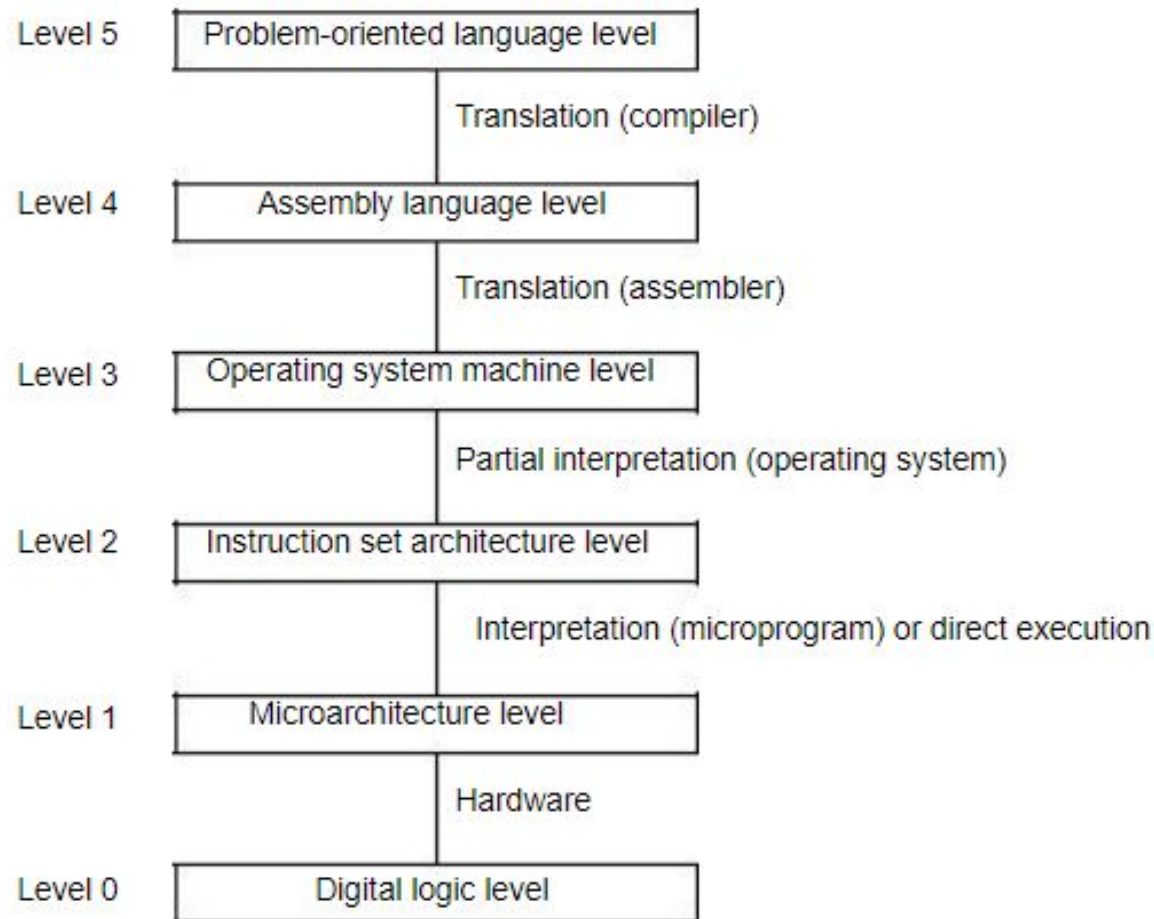 Level 5 Problem-oriented language level
Translation (compiler)
Level 4 Assembly language level
Translation (assembler)
Level 3 Operating system machine level
Partial interpretation (operating system)
Level 2 Instruction set architecture level
Interpretation (microprogram) or direct execution
Level 1 Microarchitecture level
Hardware
Level 0 Digital logic level